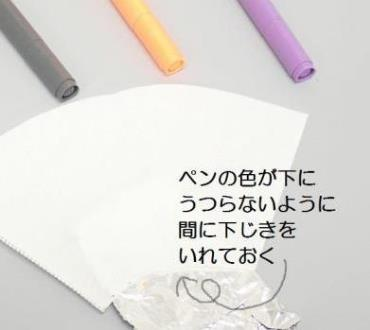 ペンの色が下に
うつらないように
間に下じきを
いれておく